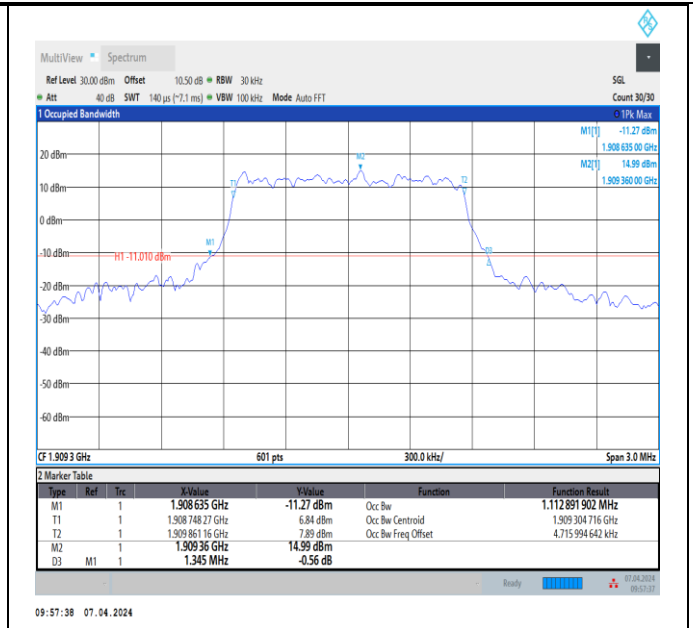 MultiView Spectrum
Ref Level 30.00 dBm Offset 10.50 dB RBW 30 kHz SGL
Att 40 dB SWT 140 µs (~7.1 ms) VBW 100 kHz Mode Auto FFT Count 30/30
1 Occupied Bandwidth 1Pk Max
M1[1] -11.27 dBm
1.908 635 00 GHz
M2[1] 14.99 dBm
1.909 360 00 GHz
20 dBm
M2
T1
T2
10 dBm
0 dBm
M1
D3
-10 dBm
H1 -11.010 dBm
-20 dBm
-30 dBm
-40 dBm
-50 dBm
-60 dBm
CF 1.909 3 GHz 601 pts 300.0 kHz/ Span 3.0 MHz
2 Marker Table
Type Ref Trc X-Value Y-Value Function Function Result
M1 1 1.908 635 GHz -11.27 dBm Occ Bw 1.112 891 902 MHz
T1 1 1.908 748 27 GHz 6.84 dBm Occ Bw Centroid 1.909 304 716 GHz
T2 1 1.909 861 16 GHz 7.89 dBm Occ Bw Freq Offset 4.715 994 642 kHz
M2 1 1.909 36 GHz 14.99 dBm
D3 M1 1 1.345 MHz -0.56 dB
Ready 07.04.2024
09:57:37
09:57:38 07.04.2024